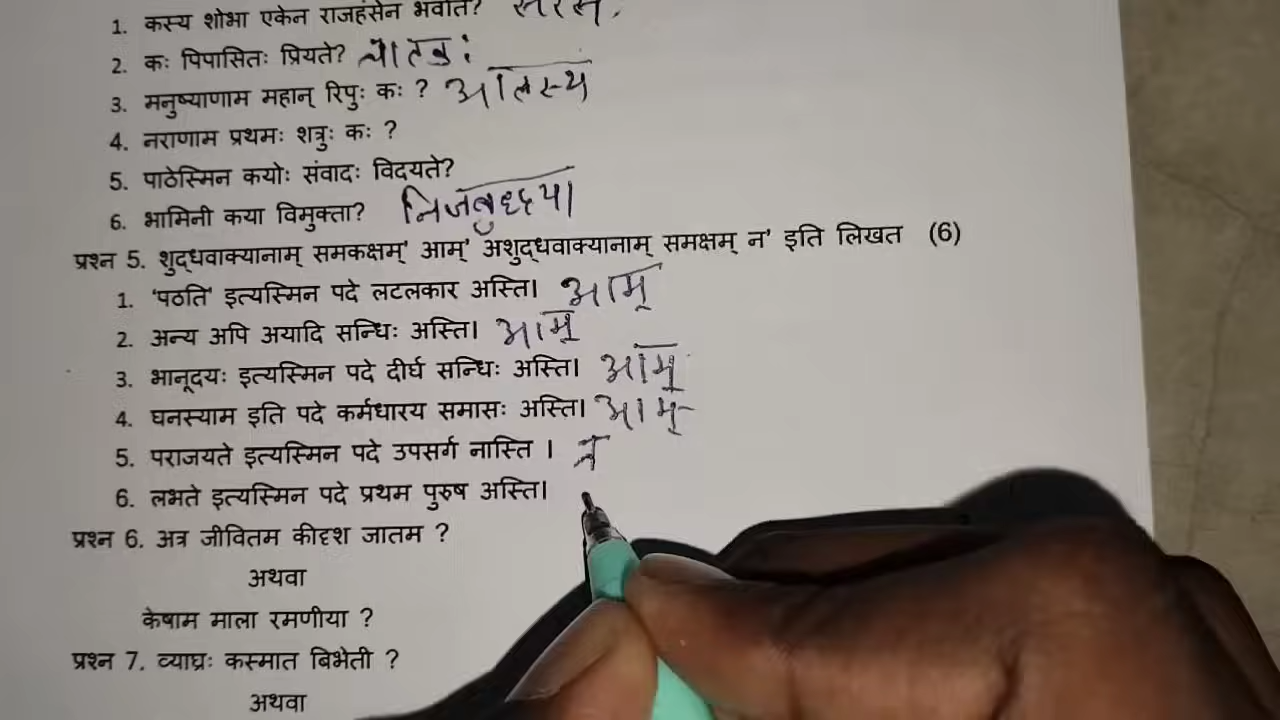 1. कस्य शोभा एकेन राजहंसेन भवति? सरस.
2. कः पिपासितः प्रियते? चातकः
3. मनुष्याणाम महान् रिपुः कः ? आलस्य
4. नराणाम प्रथमः शत्रुः कः ?
5. पाठेस्मिन कयोः संवादः विदयते?
6. भामिनी कया विमुक्ता? निजबुद्धया
प्रश्न 5. शुद्धवाक्यानाम् समकक्षम्' आम्' अशुद्धवाक्यानाम् समक्षम् न' इति लिखत (6)
1. 'पठति' इत्यस्मिन पदे लटलकार अस्ति। आम्
2. अन्य अपि अयादि सन्धिः अस्ति। आम्
3. भानूदयः इत्यस्मिन पदे दीर्घ सन्धिः अस्ति। आम्
4. घनस्याम इति पदे कर्मधारय समासः अस्ति। आम्
5. पराजयते इत्यस्मिन पदे उपसर्ग नास्ति । न
6. लभते इत्यस्मिन पदे प्रथम पुरुष अस्ति।
प्रश्न 6. अत्र जीवितम कीदृश जातम ?
अथवा
केषाम माला रमणीया ?
प्रश्न 7. व्याघ्रः कस्मात बिभेती ?
अथवा